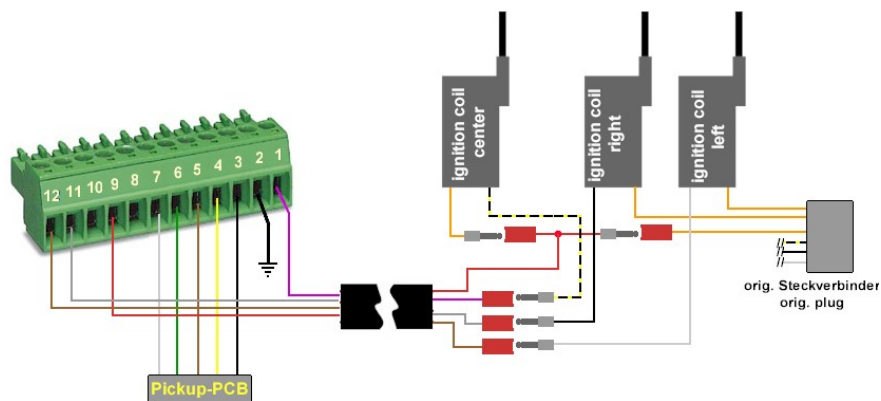 ignition coil
center
ignition coil
right
ignition coil
left
12 11 10 9 8 7 6 5 4 3 2 1
orig. Steckverbinder
orig. plug
Pickup-PCB